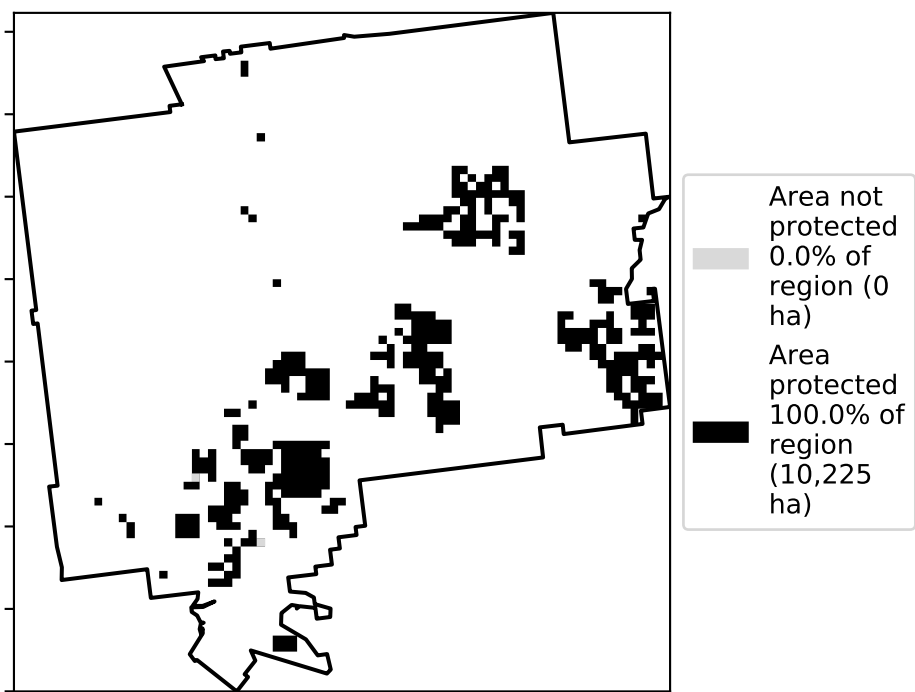 Area not
protected
0.0% of
region (0
ha)
Area
protected
100.0% of
region
(10,225
ha)